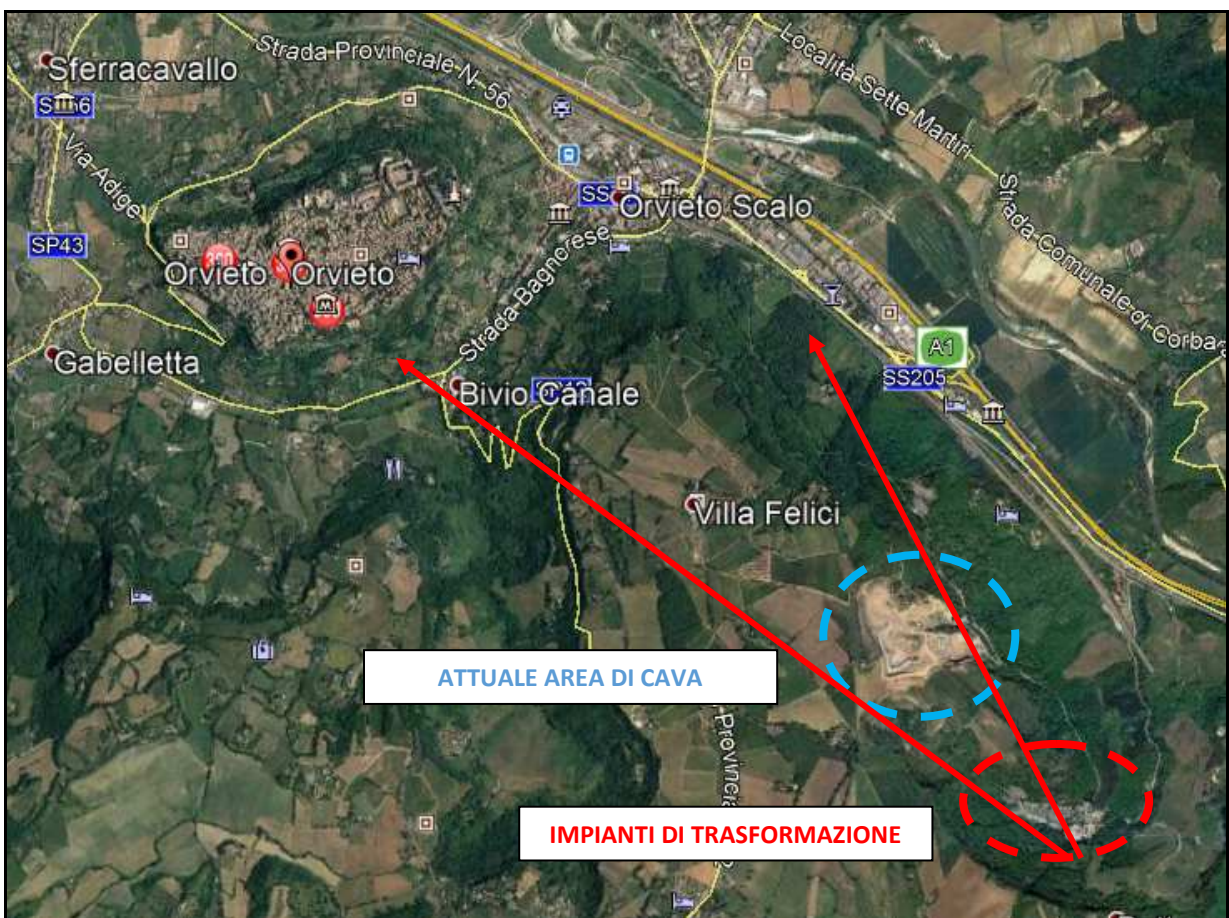 Sferracavallo
Strada Provinciale N. 56
Località Sette Martiri
Via Adige
SS
Orvieto Scalo
Strada Comunale di Corbara
SP43
Orvieto
Orvieto
Strada Bagnorese
A1
Gabelletta
SS205
Bivio Canale
Villa Felici
ATTUALE AREA DI CAVA
Provinci
IMPIANTI DI TRASFORMAZIONE